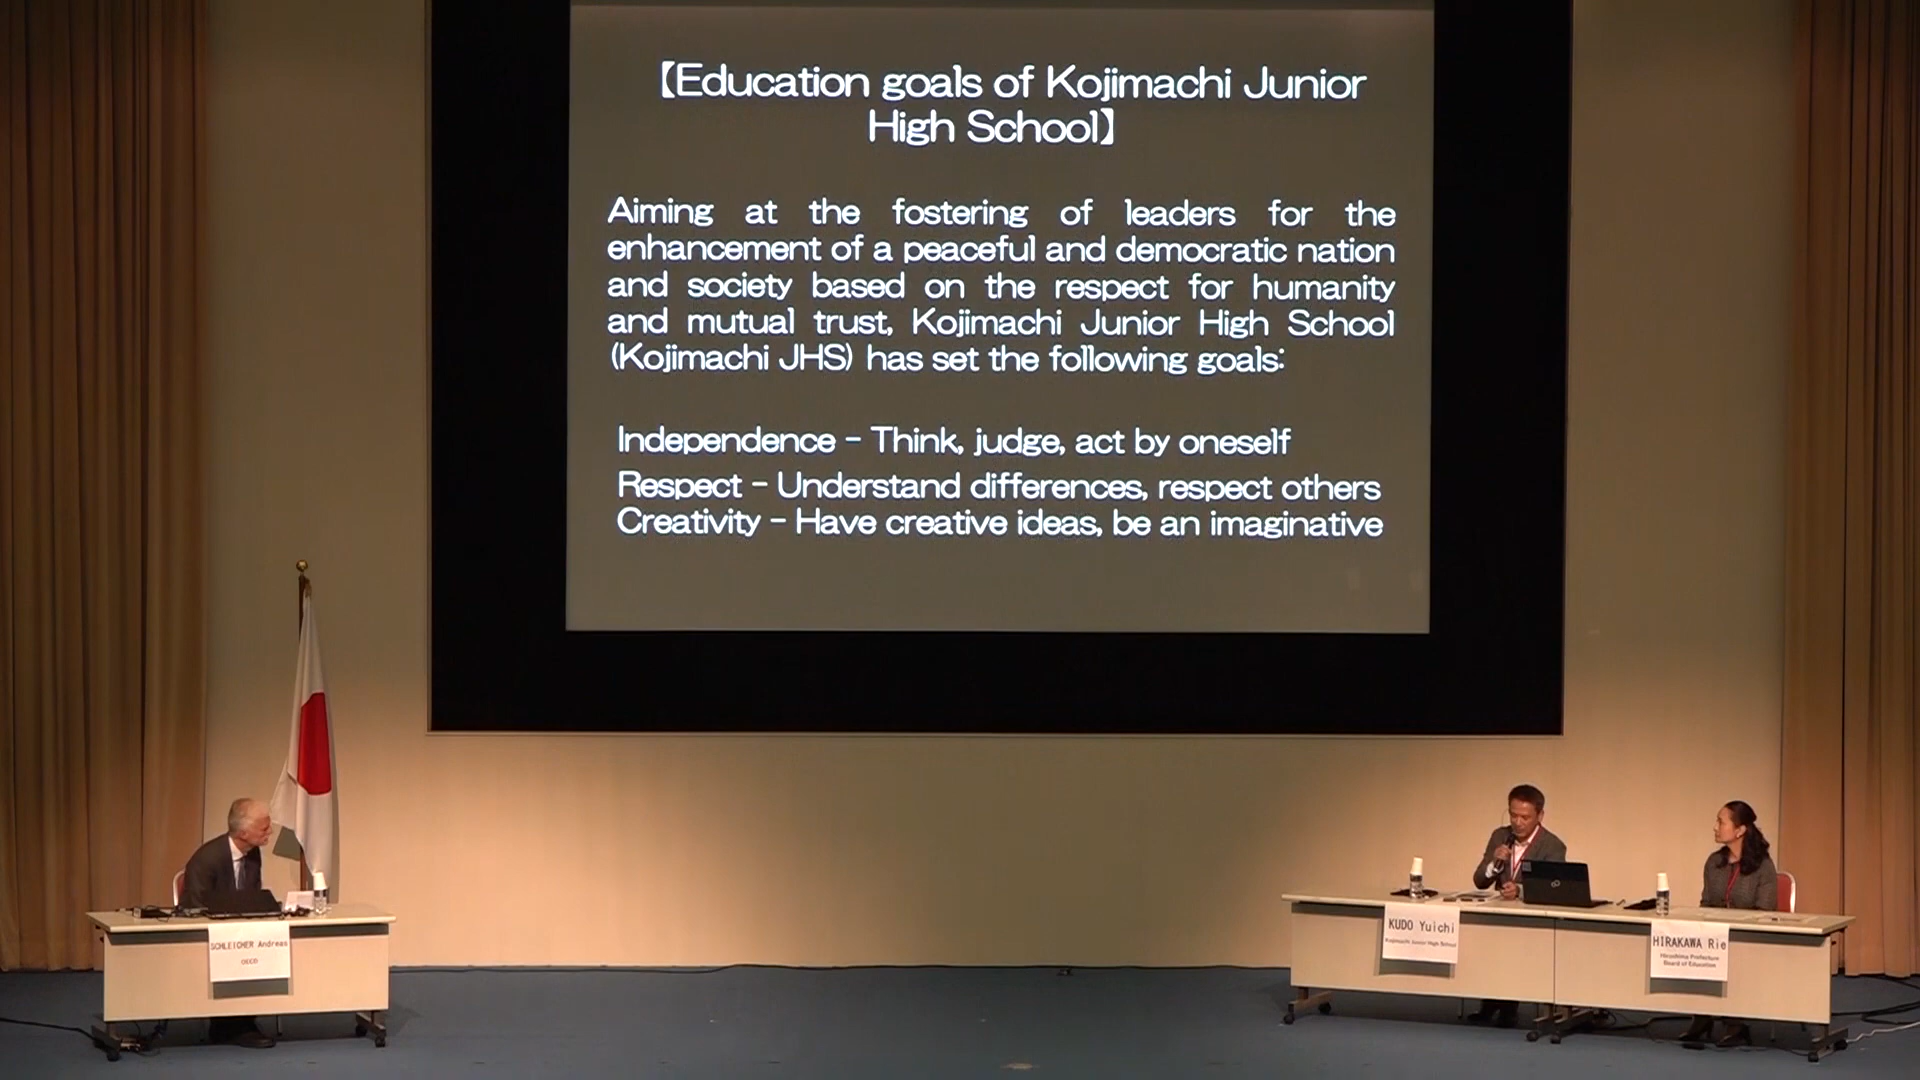 【Education goals of Kojimachi Junior
High School】
Aiming at the fostering of leaders for the
enhancement of a peaceful and democratic nation
and society based on the respect for humanity
and mutual trust, Kojimachi Junior High School
(Kojimachi JHS) has set the following goals:
Independence - Think, judge, act by oneself
Respect - Understand differences, respect others
Creativity - Have creative ideas, be an imaginative
SCHLEICHER Andreas
OECD
KUDO Yuichi
Kojimachi Junior High School
HIRAKAWA Rie
Hiroshima Prefecture
Board of Education